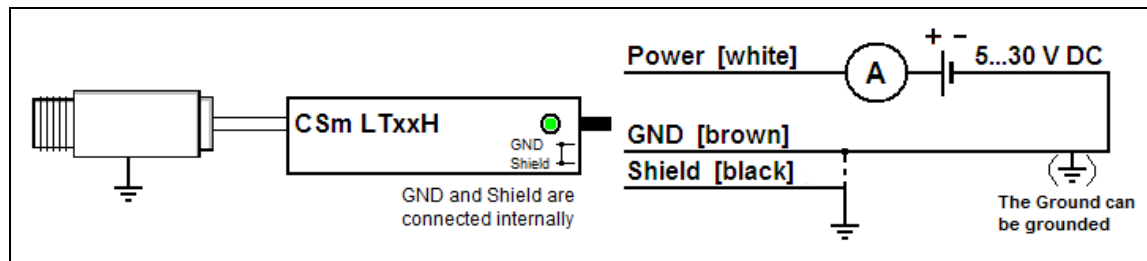 Power [white]
A
+ -
5...30 V DC
CSm LTxxH
GND
Shield
GND [brown]
Shield [black]
GND and Shield are
connected internally
The Ground can
be grounded